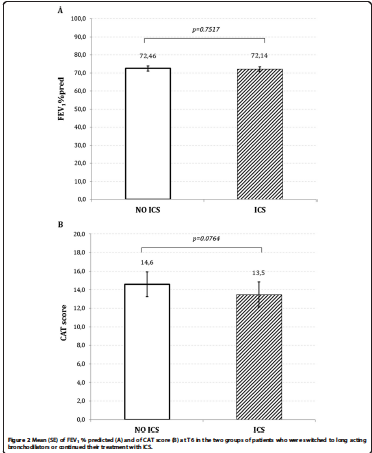 A
p=0.7517
72,46
72,14
100,0
90,0
80,0
70,0
60,0
50,0
40,0
30,0
20,0
10,0
0,0
FEV1%pred
NO ICS
ICS
B
p=0.0764
14,6
13,5
20,0
18,0
16,0
14,0
12,0
10,0
8,0
6,0
4,0
2,0
0,0
CAT score
NO ICS
ICS
Figure 2 Mean (SE) of FEV1 % predicted (A) and of CAT score (B) at T6 in the two groups of patients who were switched to long acting
bronchodilators or continued their treatment with ICS.